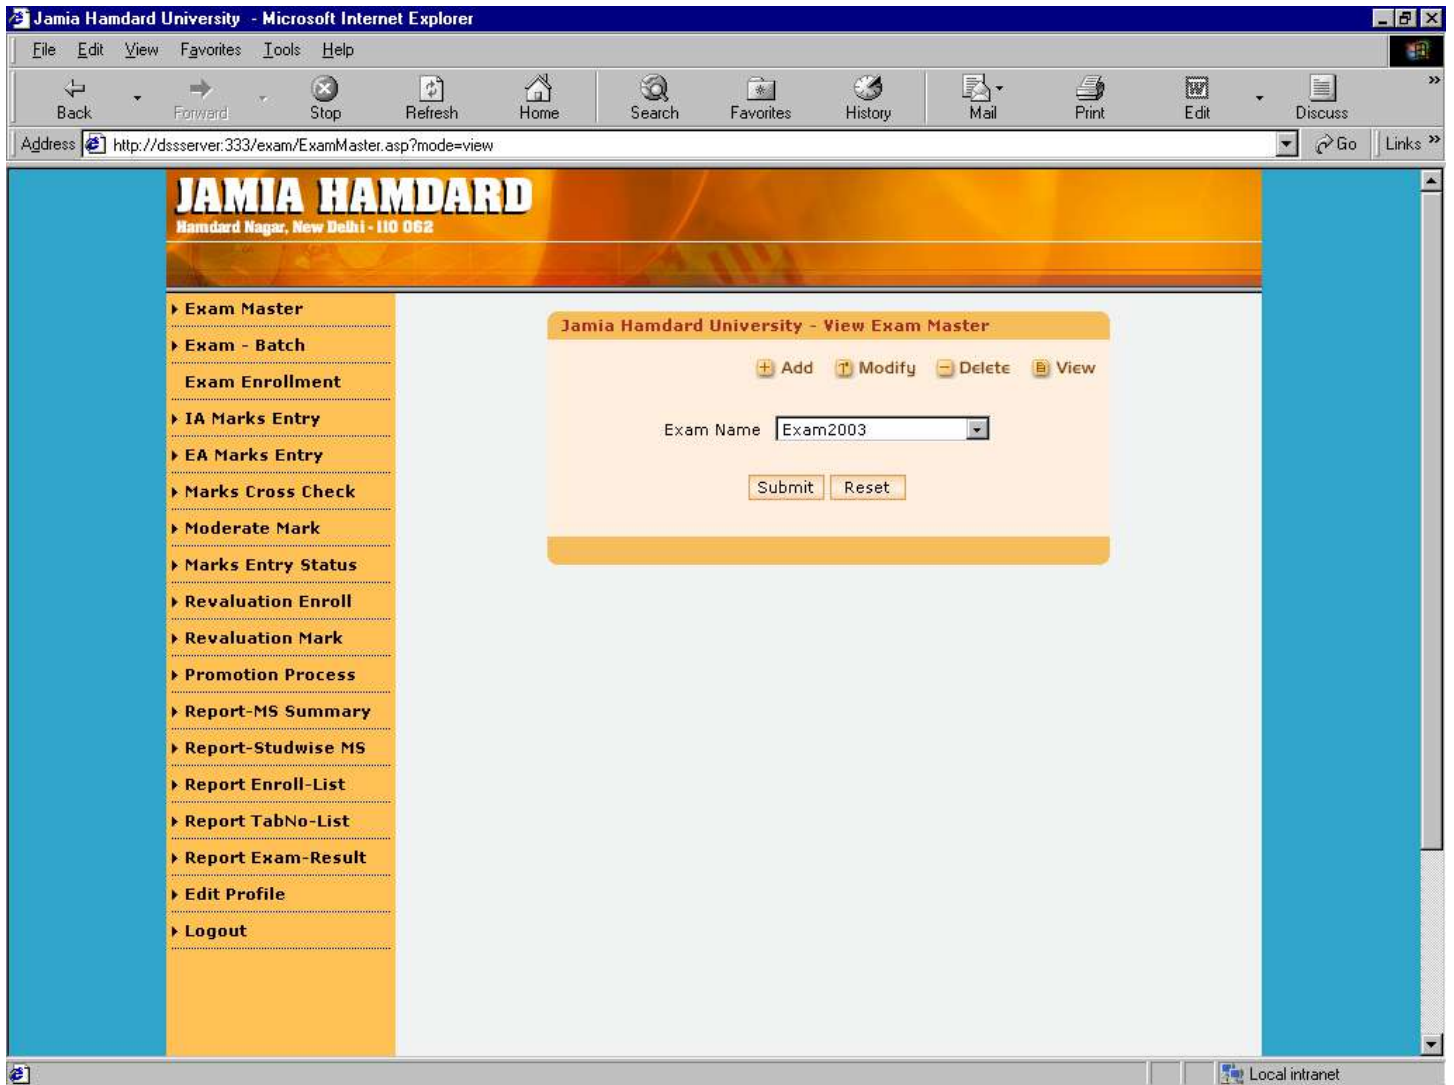 Jamia Hamdard University - Microsoft Internet Explorer
File Edit View Favorites Tools Help
Back Forward Stop Refresh Home Search Favorites History Mail Print Edit Discuss »
Address http://dssserver:333/exam/ExamMaster.asp?mode=view Go Links »
JAMIA HAMDARD
Hamdard Nagar, New Delhi - 110 062
Exam Master
Exam - Batch
Exam Enrollment
IA Marks Entry
EA Marks Entry
Marks Cross Check
Moderate Mark
Marks Entry Status
Revaluation Enroll
Revaluation Mark
Promotion Process
Report-MS Summary
Report-Studwise MS
Report Enroll-List
Report TabNo-List
Report Exam-Result
Edit Profile
Logout
Jamia Hamdard University - View Exam Master
Add Modify Delete View
Exam Name Exam2003
Submit Reset
Local intranet